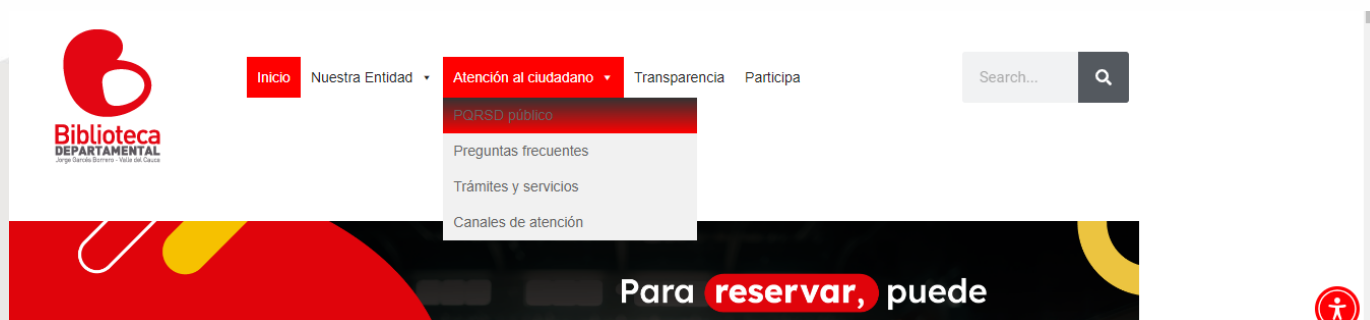 Biblioteca
DEPARTAMENTAL
Jorge Garcés Borrero - Valle del Cauca
Inicio
Nuestra Entidad
Atención al ciudadano
Transparencia
Participa
Search...
PQRSD público
Preguntas frecuentes
Trámites y servicios
Canales de atención
Para reservar, puede